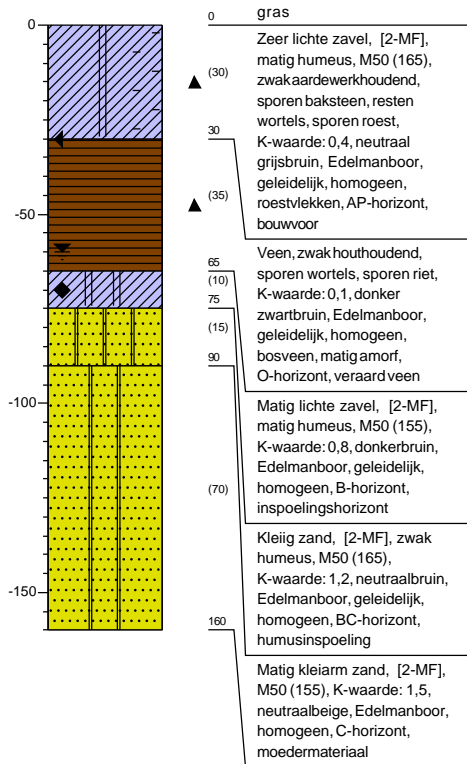 0
gras
0
Zeer lichte zavel, [2-MF],
matig humeus, M50 (165),
zwak aardewerkhoudend,
sporen baksteen, resten
wortels, sporen roest,
K-waarde: 0,4, neutraal
grijsbruin, Edelmanboor,
geleidelijk, homogeen,
roestvlekken, AP-horizont,
bouwvoor
(30)
30
-50
(35)
Veen, zwak houthoudend,
sporen wortels, sporen riet,
K-waarde: 0,1, donker
zwartbruin, Edelmanboor,
geleidelijk, homogeen,
bosveen, matig amorf,
O-horizont, veraard veen
65
(10)
75
(15)
90
-100
Matig lichte zavel, [2-MF],
matig humeus, M50 (155),
K-waarde: 0,8, donkerbruin,
Edelmanboor, geleidelijk,
homogeen, B-horizont,
inspoelingshorizont
(70)
Kleiig zand, [2-MF], zwak
humeus, M50 (165),
K-waarde: 1,2, neutraalbruin,
Edelmanboor, geleidelijk,
homogeen, BC-horizont,
humusinspoeling
-150
160
Matig kleiarm zand, [2-MF],
M50 (155), K-waarde: 1,5,
neutraalbeige, Edelmanboor,
homogeen, C-horizont,
moedermateriaal